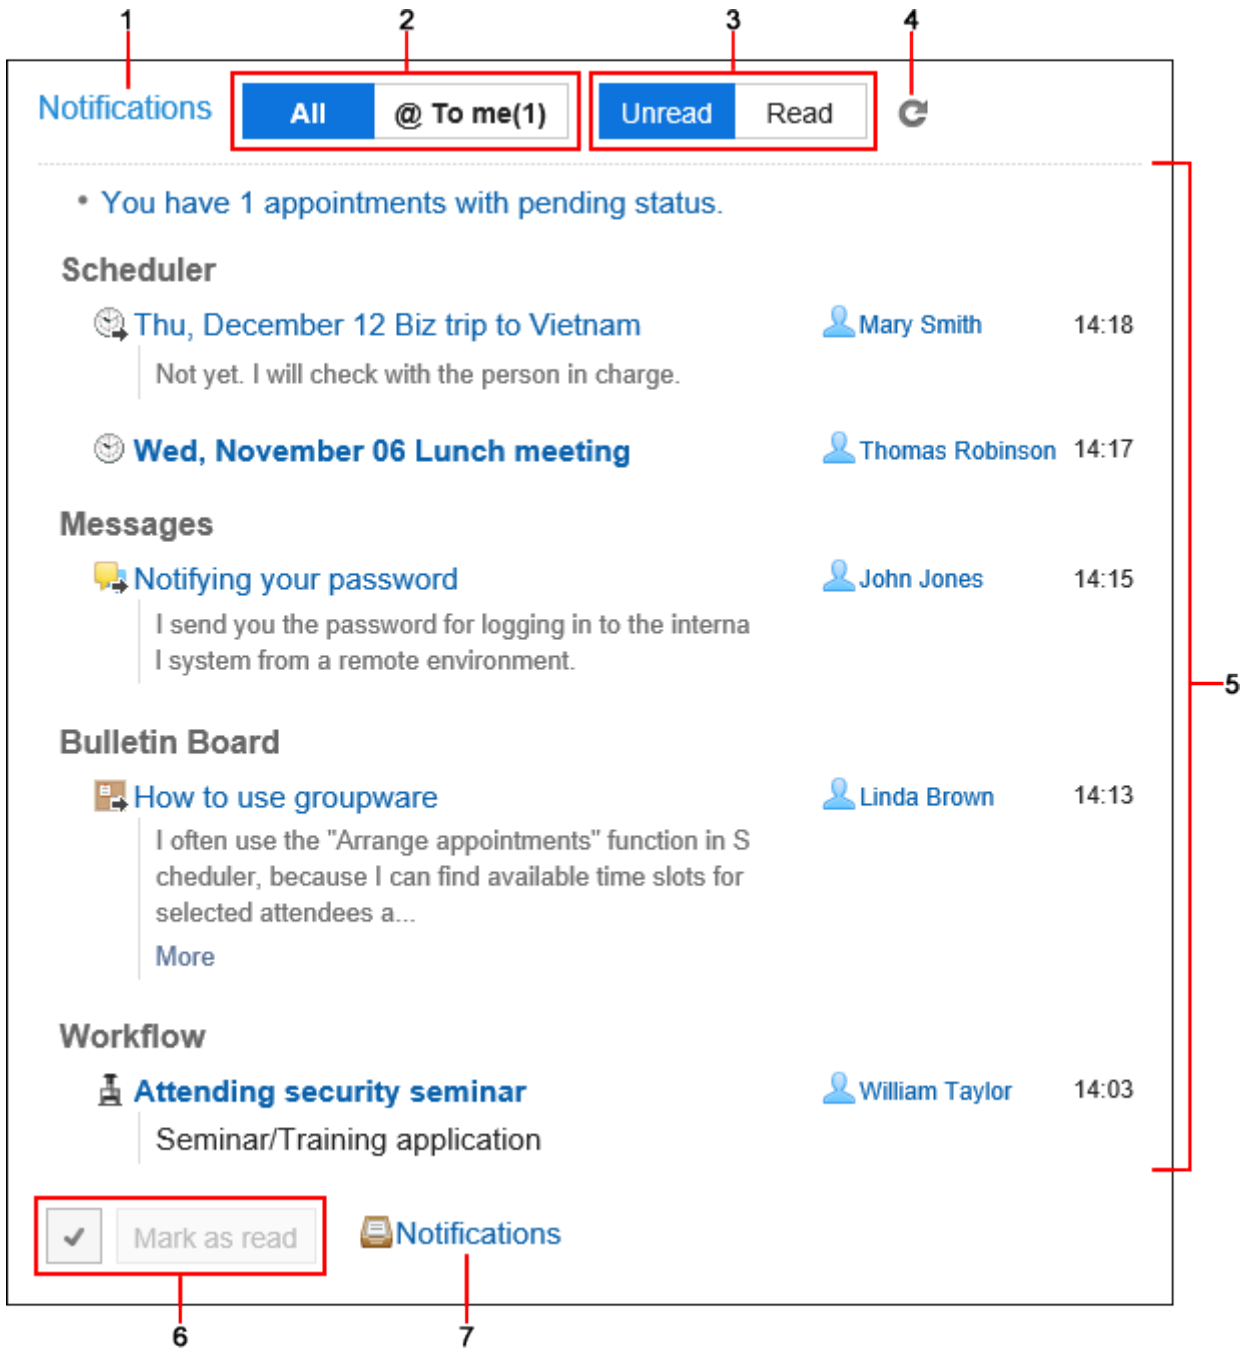 1 2 3 4
Notifications All @ To me(1) Unread Read
• You have 1 appointments with pending status.
Scheduler
Thu, December 12 Biz trip to Vietnam Mary Smith 14:18
Not yet. I will check with the person in charge.
Wed, November 06 Lunch meeting Thomas Robinson 14:17
Messages
Notifying your password John Jones 14:15
I send you the password for logging in to the interna
l system from a remote environment.
5
Bulletin Board
How to use groupware Linda Brown 14:13
I often use the "Arrange appointments" function in S
cheduler, because I can find available time slots for
selected attendees a...
More
Workflow
Attending security seminar William Taylor 14:03
Seminar/Training application
Mark as read Notifications
6 7